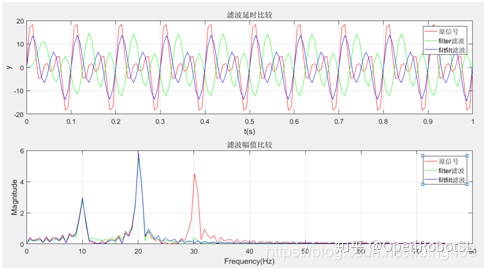 滤波延时比较
20
10
0
-10
-20
y
原信号
filter滤波
filtfilt滤波
0 0.1 0.2 0.3 0.4 0.5 0.6 0.7 0.8 0.9 1
t(s)
滤波幅值比较
6
4
2
0
Magnitude
原信号
filter滤波
filtfilt滤波
0 10 20 30 40 50 60
Frequency(Hz)
知乎 @OpenRobotSL